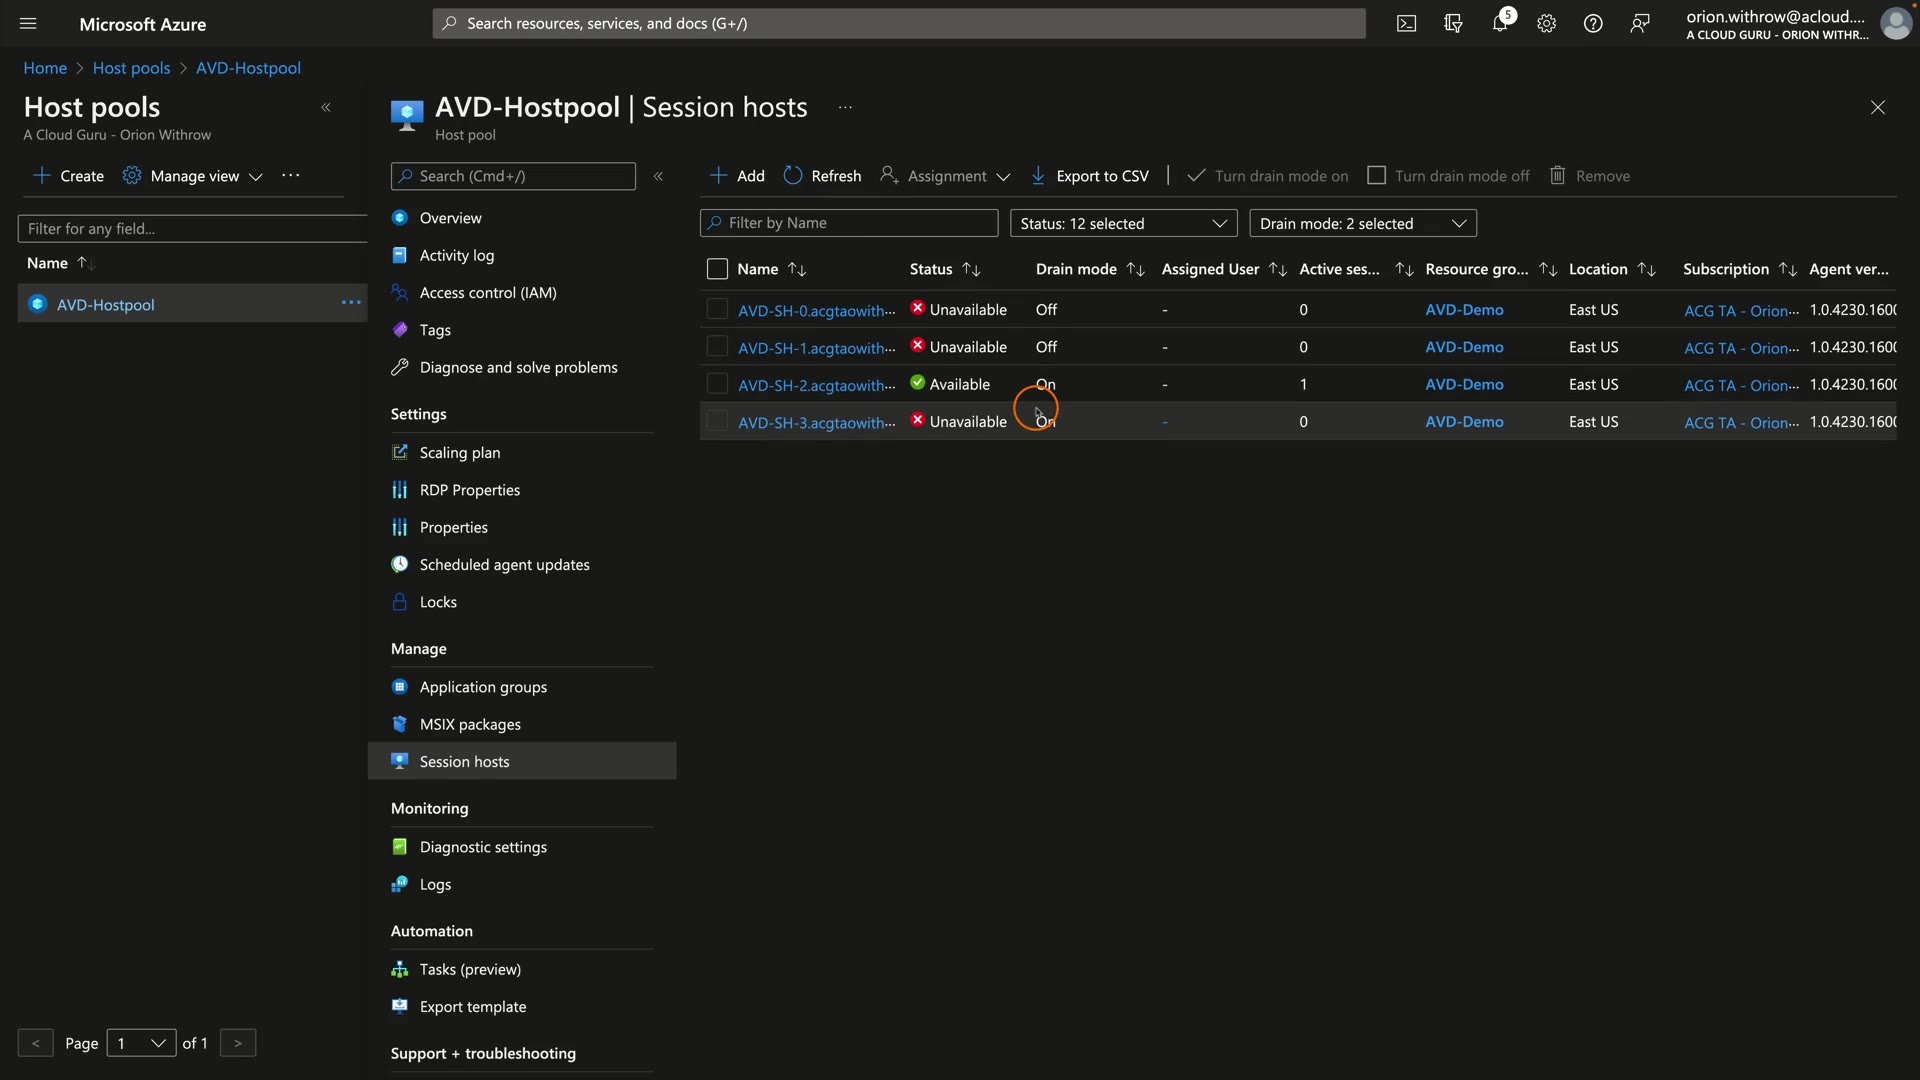 Microsoft Azure
Search resources, services, and docs (G+/)
5
orion.withrow@acloud....
A CLOUD GURU - ORION WITHR...
Home > Host pools > AVD-Hostpool
Host pools
A Cloud Guru - Orion Withrow
Create
Manage view
...
Filter for any field...
Name
AVD-Hostpool
...
< Page 1 of 1 >
AVD-Hostpool | Session hosts
...
Host pool
Search (Cmd+/)
Overview
Activity log
Access control (IAM)
Tags
Diagnose and solve problems
Settings
Scaling plan
RDP Properties
Properties
Scheduled agent updates
Locks
Manage
Application groups
MSIX packages
Session hosts
Monitoring
Diagnostic settings
Logs
Automation
Tasks (preview)
Export template
Support + troubleshooting
Add Refresh Assignment Export to CSV | Turn drain mode on Turn drain mode off Remove
Filter by Name Status: 12 selected Drain mode: 2 selected
Name Status Drain mode Assigned User Active ses... Resource gro... Location Subscription Agent ver...
AVD-SH-0.acgtaowith... Unavailable Off - 0 AVD-Demo East US ACG TA - Orion... 1.0.4230.1600
AVD-SH-1.acgtaowith... Unavailable Off - 0 AVD-Demo East US ACG TA - Orion... 1.0.4230.1600
AVD-SH-2.acgtaowith... Available On - 1 AVD-Demo East US ACG TA - Orion... 1.0.4230.1600
AVD-SH-3.acgtaowith... Unavailable On - 0 AVD-Demo East US ACG TA - Orion... 1.0.4230.1600